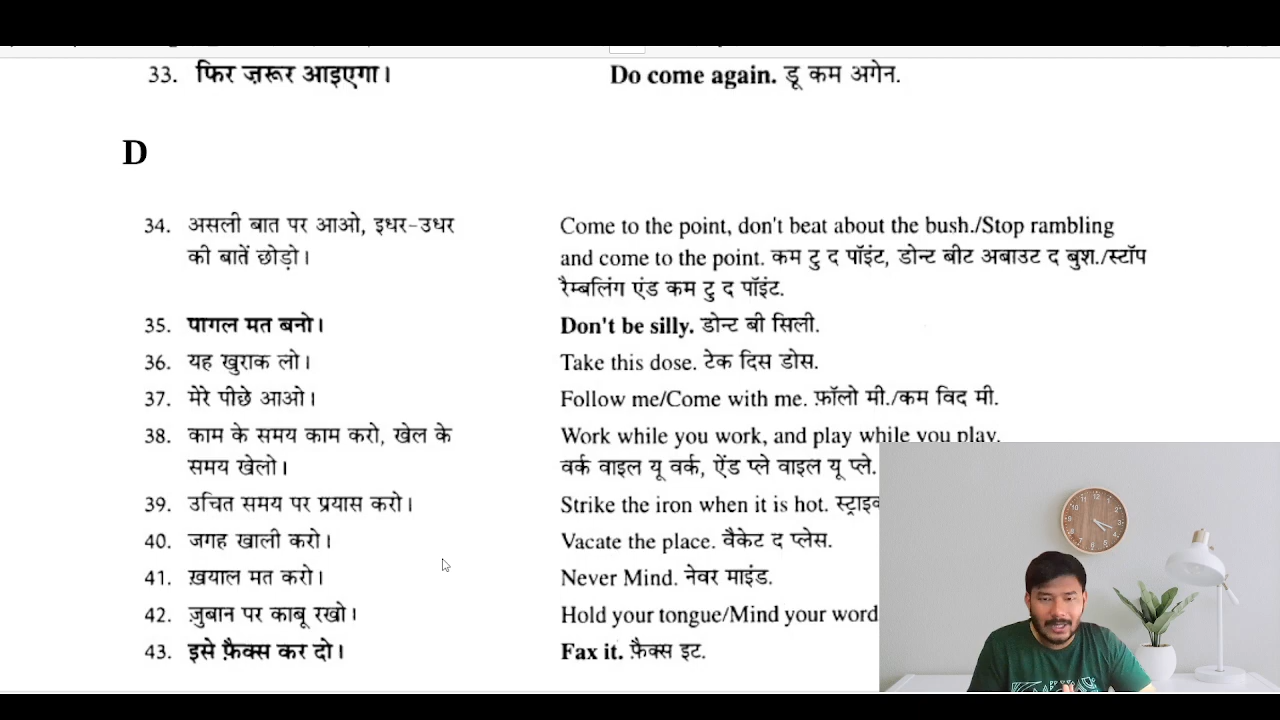 33. फिर ज़रूर आइएगा। Do come again. डू कम अगेन.
D
34. असली बात पर आओ, इधर-उधर Come to the point, don't beat about the bush./Stop rambling
की बातें छोड़ो। and come to the point. कम टु द पॉइंट, डोन्ट बीट अबाउट द बुश./स्टॉप
रैम्बलिंग एंड कम टु द पॉइंट.
35. पागल मत बनो। Don't be silly. डोन्ट बी सिली.
36. यह खुराक लो। Take this dose. टेक दिस डोस.
37. मेरे पीछे आओ। Follow me/Come with me. फ़ॉलो मी./कम विद मी.
38. काम के समय काम करो, खेल के Work while you work, and play while you play.
समय खेलो। वर्क वाइल यू वर्क, ऐंड प्ले वाइल यू प्ले.
39. उचित समय पर प्रयास करो। Strike the iron when it is hot.
40. जगह खाली करो। Vacate the place. वैकेट द प्लेस.
41. ख़याल मत करो। Never Mind. नेवर माइंड.
42. ज़ुबान पर काबू रखो। Hold your tongue/Mind your word
43. इसे फ़ैक्स कर दो। Fax it. फ़ैक्स इट.